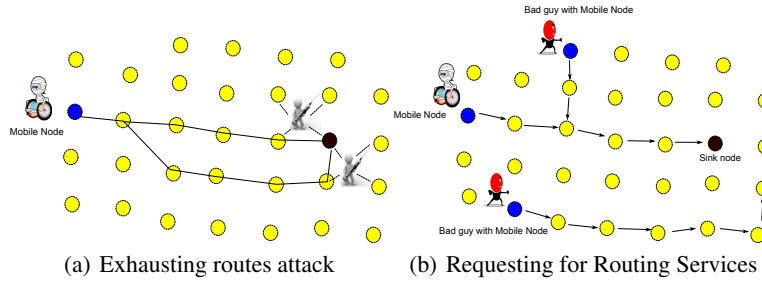 Bad guy with Mobile Node
Mobile Node
Mobile Node
Sink node
Bad guy with Mobile Node
(a) Exhausting routes attack
(b) Requesting for Routing Services